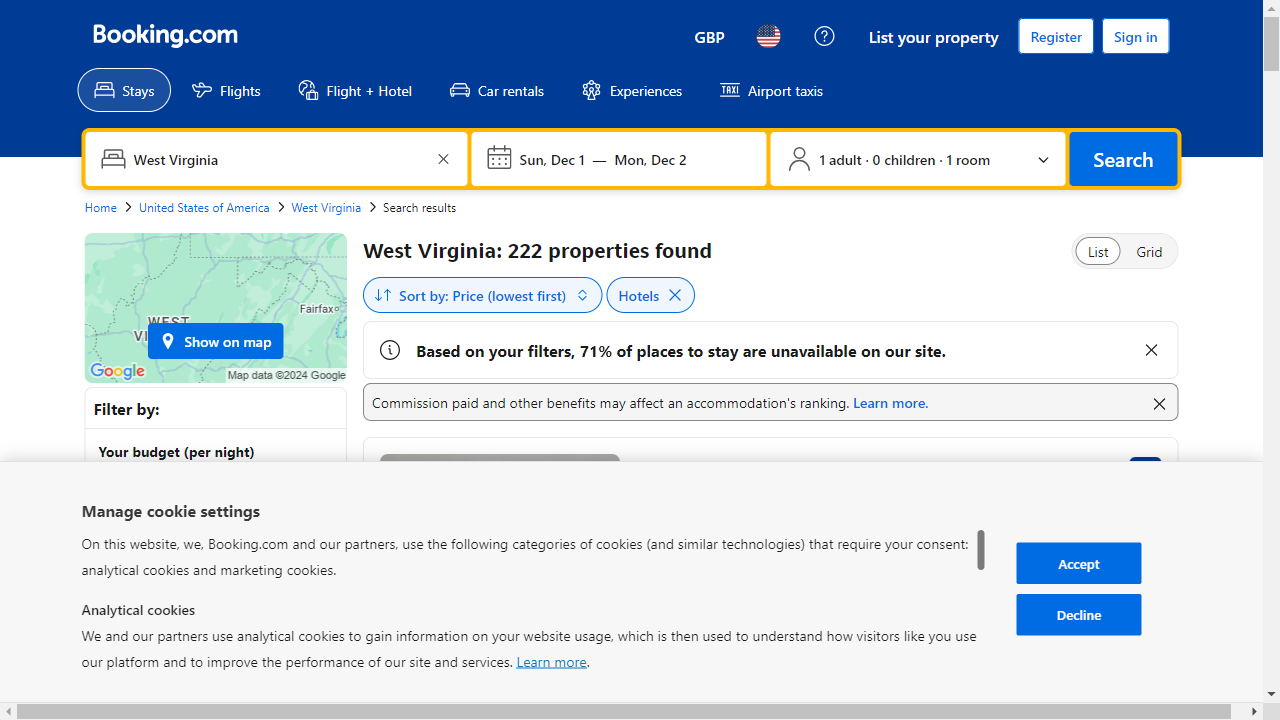 Booking.com
GBP
List your property
Register
Sign in
Stays
Flights
Flight + Hotel
Car rentals
Experiences
Airport taxis
West Virginia
Sun, Dec 1 — Mon, Dec 2
1 adult · 0 children · 1 room
Search
Home > United States of America > West Virginia > Search results
West Virginia: 222 properties found
List
Grid
Fairfax
WEST
Show on map
Google
Map data ©2024 Google
Sort by: Price (lowest first)
Hotels
Based on your filters, 71% of places to stay are unavailable on our site.
Commission paid and other benefits may affect an accommodation's ranking. Learn more.
Filter by:
Your budget (per night)
Manage cookie settings
On this website, we, Booking.com and our partners, use the following categories of cookies (and similar technologies) that require your consent:
analytical cookies and marketing cookies.
Analytical cookies
We and our partners use analytical cookies to gain information on your website usage, which is then used to understand how visitors like you use
our platform and to improve the performance of our site and services. Learn more.
Accept
Decline